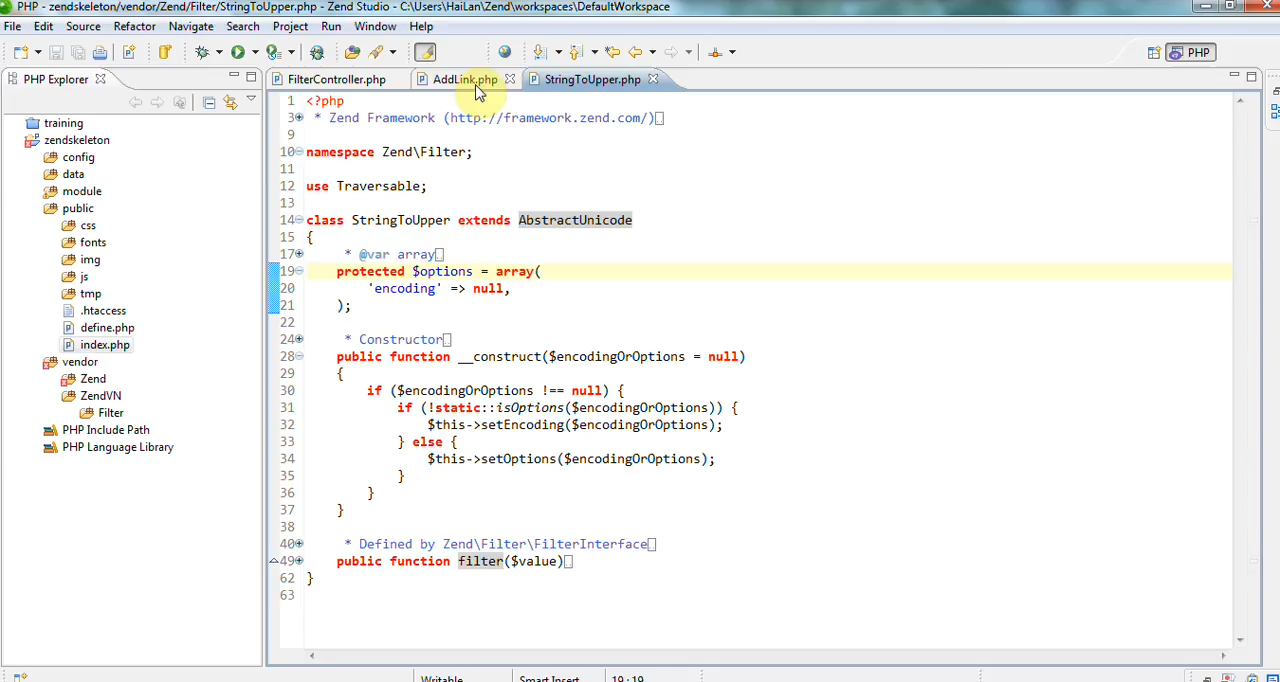 PHP - zendskeleton/vendor/Zend/Filter/StringToUpper.php - Zend Studio - C:\Users\HaiLan\Zend\workspaces\DefaultWorkspace
File Edit Source Refactor Navigate Search Project Run Window Help
PHP
PHP Explorer
FilterController.php AddLink.php StringToUpper.php
training
zendskeleton
config
data
module
public
css
fonts
img
js
tmp
.htaccess
define.php
index.php
vendor
Zend
ZendVN
Filter
PHP Include Path
PHP Language Library
1 <?php
3 * Zend Framework (http://framework.zend.com/)
9
10 namespace Zend\Filter;
11
12 use Traversable;
13
14 class StringToUpper extends AbstractUnicode
15 {
17 * @var array
19 protected $options = array(
20 'encoding' => null,
21 );
22
24 * Constructor
28 public function __construct($encodingOrOptions = null)
29 {
30 if ($encodingOrOptions !== null) {
31 if (!static::isOptions($encodingOrOptions)) {
32 $this->setEncoding($encodingOrOptions);
33 } else {
34 $this->setOptions($encodingOrOptions);
35 }
36 }
37 }
38
40 * Defined by Zend\Filter\FilterInterface
49 public function filter($value)
62 }
63
Writable Smart Insert 19 : 19